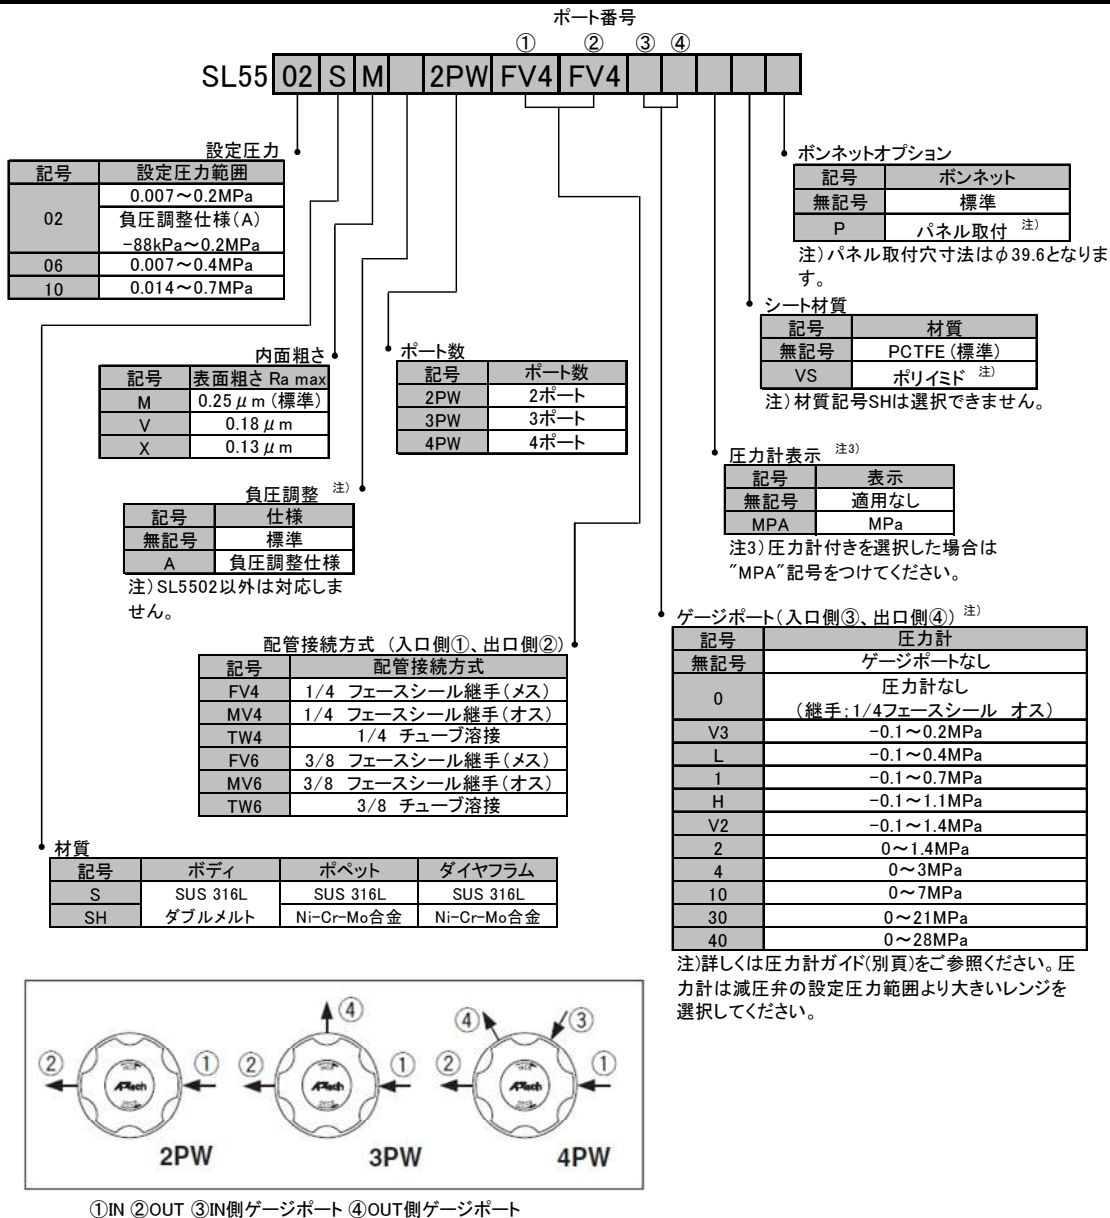 ポート番号
① ② ③ ④
SL55 02 S M 2PW FV4 FV4
設定圧力
記号 設定圧力範囲
02 0.007～0.2MPa
負圧調整仕様(A)
-88kPa～0.2MPa
06 0.007～0.4MPa
10 0.014～0.7MPa
ボンネットオプション
記号 ボンネット
無記号 標準
P パネル取付 注)
注)パネル取付穴寸法はφ39.6となりま
す。
シート材質
記号 材質
無記号 PCTFE(標準)
VS ポリイミド 注)
注)材質記号SHは選択できません。
内面粗さ
記号 表面粗さ Ra max
M 0.25μm(標準)
V 0.18μm
X 0.13μm
ポート数
記号 ポート数
2PW 2ポート
3PW 3ポート
4PW 4ポート
圧力計表示 注3)
記号 表示
無記号 適用なし
MPA MPa
注3)圧力計付きを選択した場合は
"MPA"記号をつけてください。
負圧調整 注)
記号 仕様
無記号 標準
A 負圧調整仕様
注)SL5502以外は対応しま
せん。
配管接続方式 (入口側①、出口側②)
記号 配管接続方式
FV4 1/4 フェースシール継手(メス)
MV4 1/4 フェースシール継手(オス)
TW4 1/4 チューブ溶接
FV6 3/8 フェースシール継手(メス)
MV6 3/8 フェースシール継手(オス)
TW6 3/8 チューブ溶接
ゲージポート(入口側③、出口側④) 注)
記号 圧力計
無記号 ゲージポートなし
0 圧力計なし
(継手;1/4フェースシール オス)
V3 -0.1～0.2MPa
L -0.1～0.4MPa
1 -0.1～0.7MPa
H -0.1～1.1MPa
V2 -0.1～1.4MPa
2 0～1.4MPa
4 0～3MPa
10 0～7MPa
30 0～21MPa
40 0～28MPa
注)詳しくは圧力計ガイド(別頁)をご参照ください。圧
力計は減圧弁の設定圧力範囲より大きいレンジを
選択してください。
材質
記号 ボディ ポペット ダイヤフラム
S SUS 316L SUS 316L SUS 316L
SH ダブルメルト Ni-Cr-Mo合金 Ni-Cr-Mo合金
④ ④ ③
② ① ② ① ② ①
APTech APTech APTech
2PW 3PW 4PW
①IN ②OUT ③IN側ゲージポート ④OUT側ゲージポート